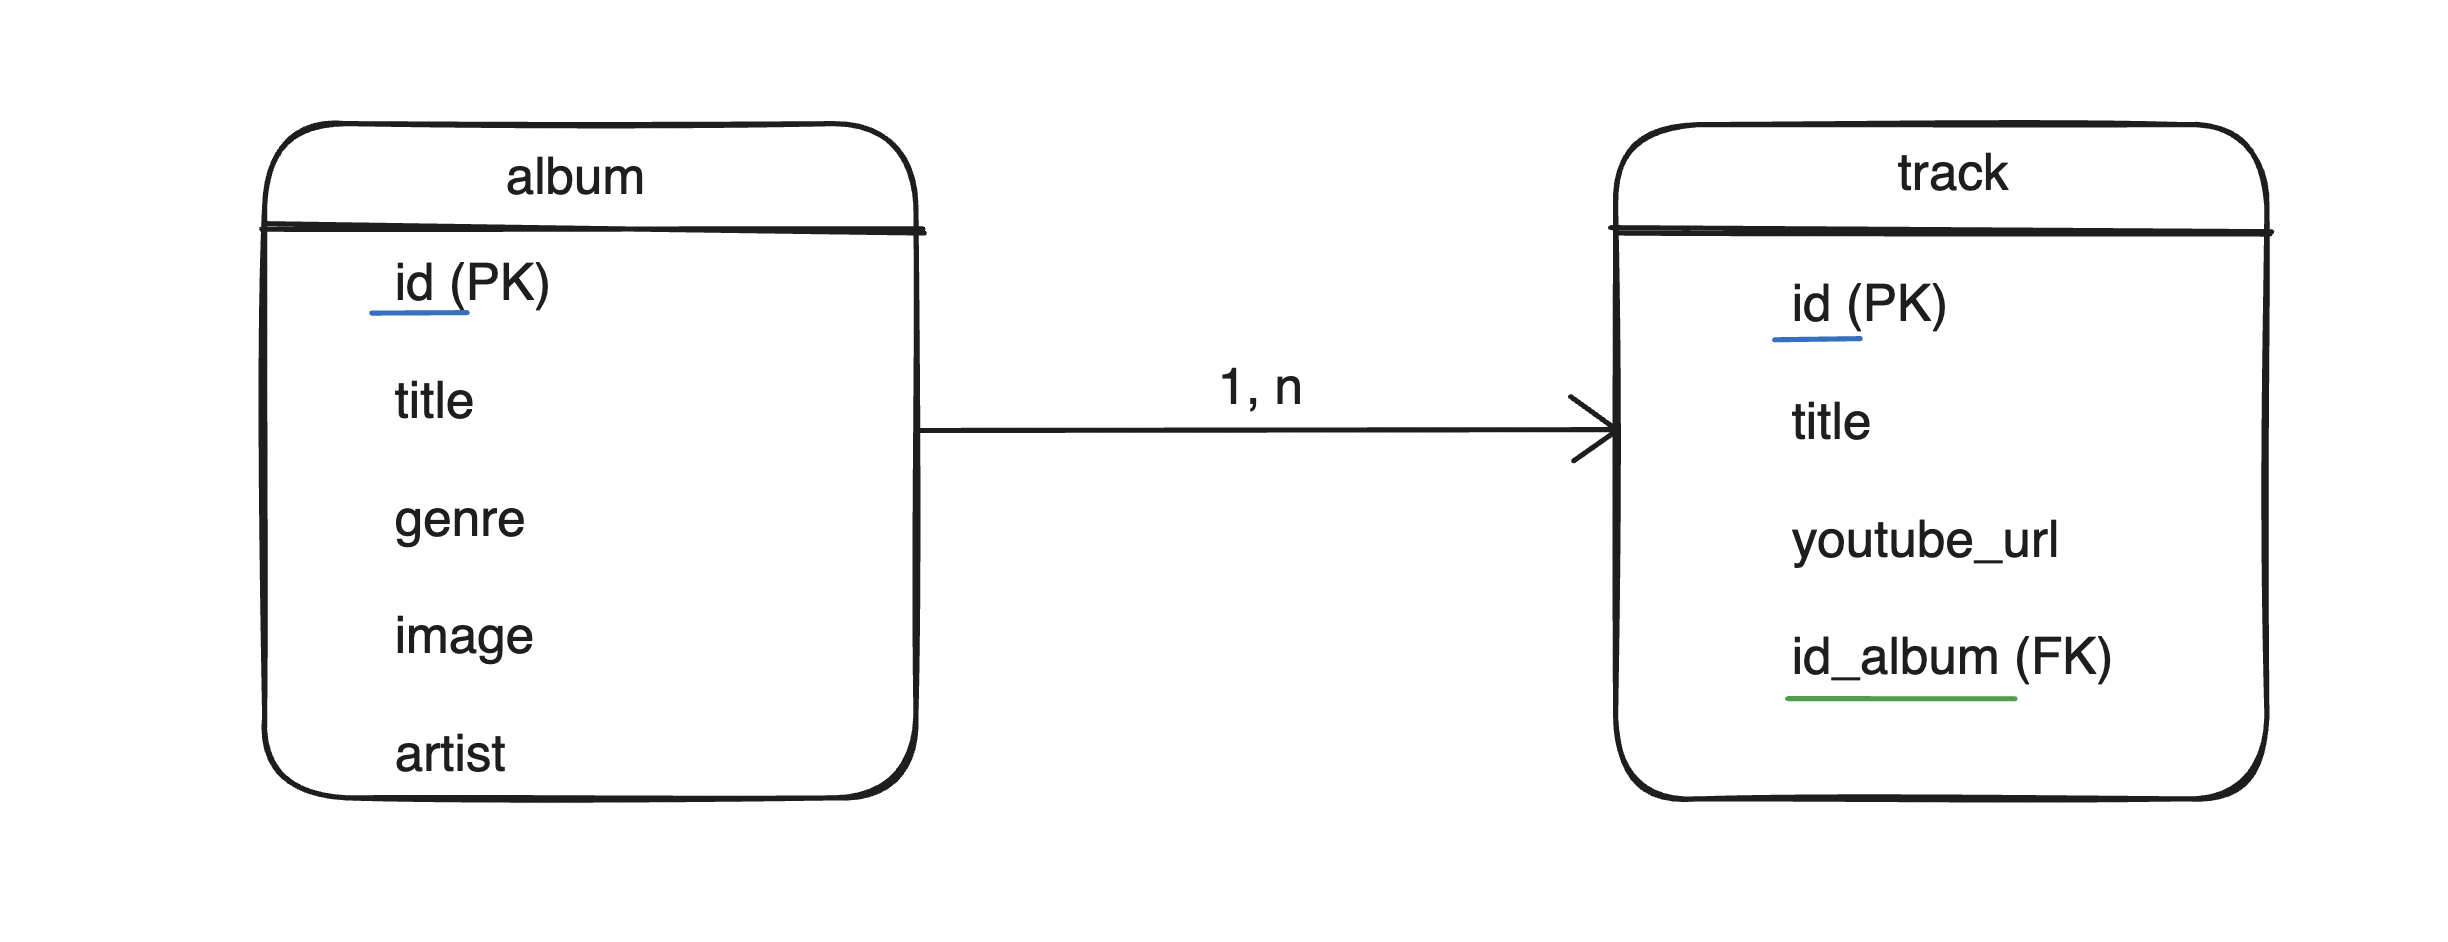 album
id (PK)
title
genre
image
artist
1, n
track
id (PK)
title
youtube_url
id_album (FK)